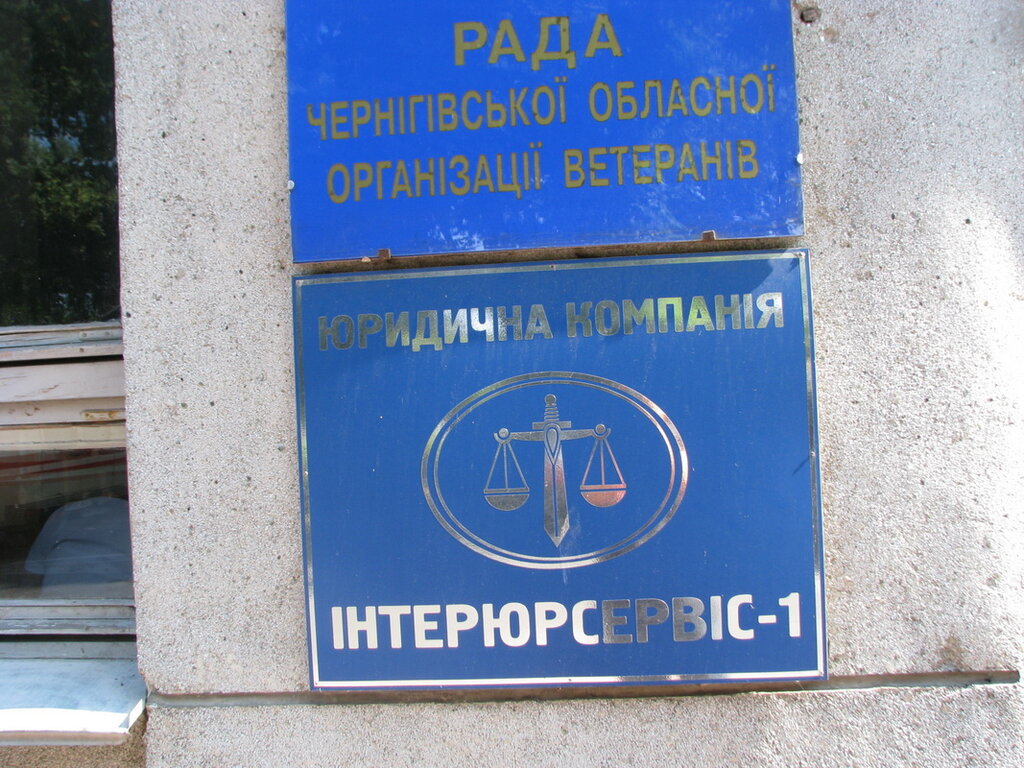 РАДА
ЧЕРНІГІВСЬКОЇ ОБЛАСНОЇ
ОРГАНІЗАЦІЇ ВЕТЕРАНІВ
ЮРИДИЧНА КОМПАНІЯ
ІНТЕРЮРСЕРВІС-1